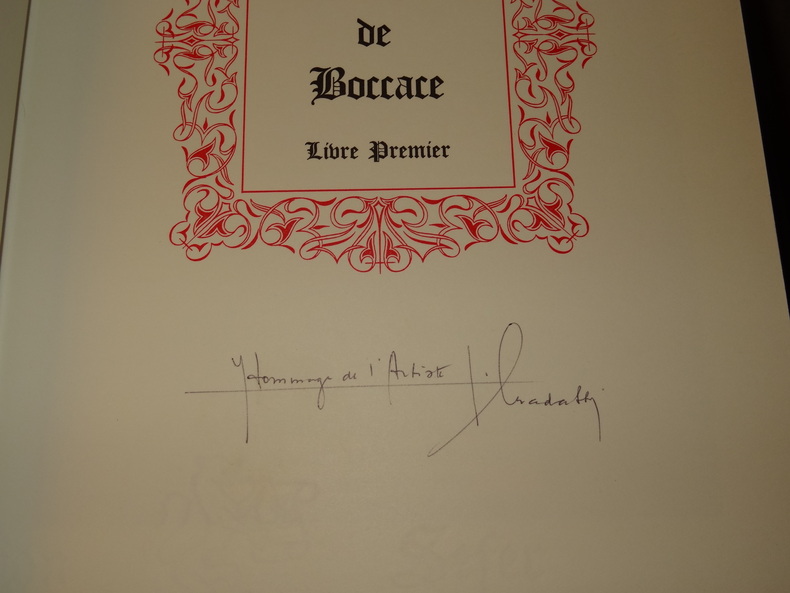 de
Boccace
Livre Premier
Hommage de l'Artiste